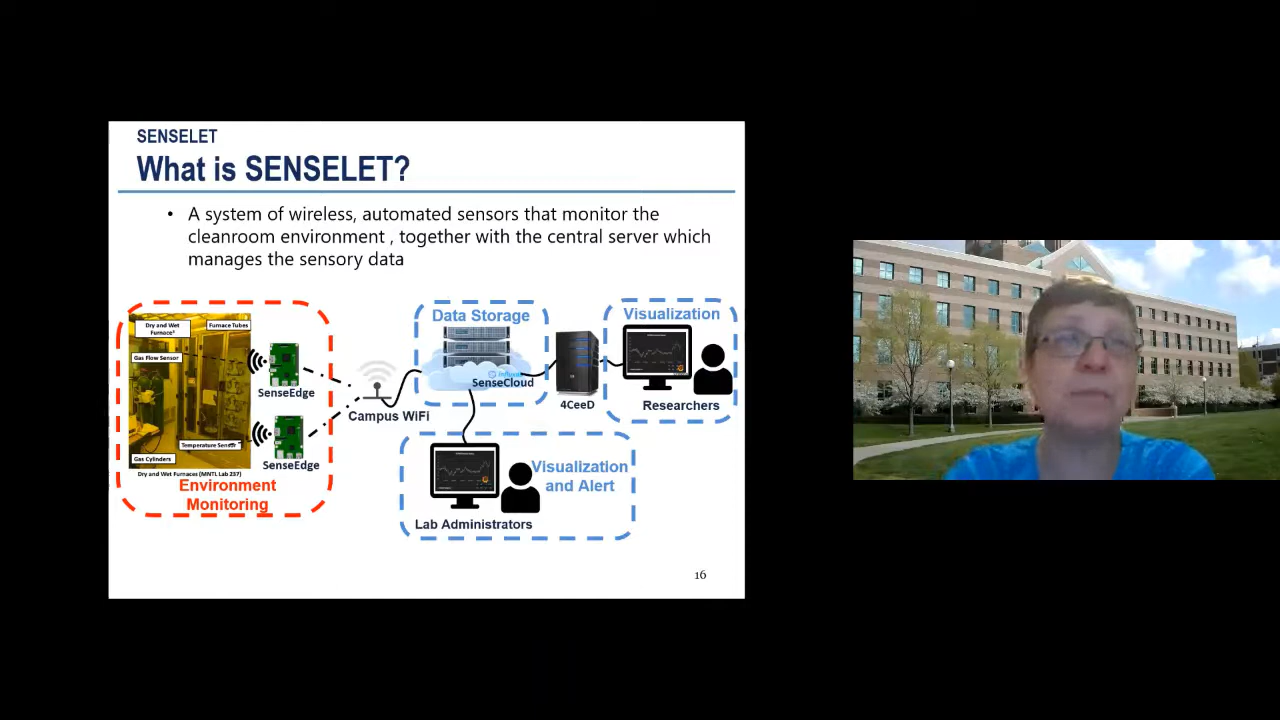 SENSELET
What is SENSELET?
• A system of wireless, automated sensors that monitor the
cleanroom environment , together with the central server which
manages the sensory data
Dry and Wet
Furnace
Furnace Tubes
Gas Flow Sensor
Temperature Sensor
Gas Cylinders
Dry and Wet Furnaces (MNTL Lab 237)
Environment
Monitoring
SenseEdge
SenseEdge
Campus WiFi
Data Storage
SenseCloud
4CeeD
Visualization
Researchers
Visualization
and Alert
Lab Administrators
16